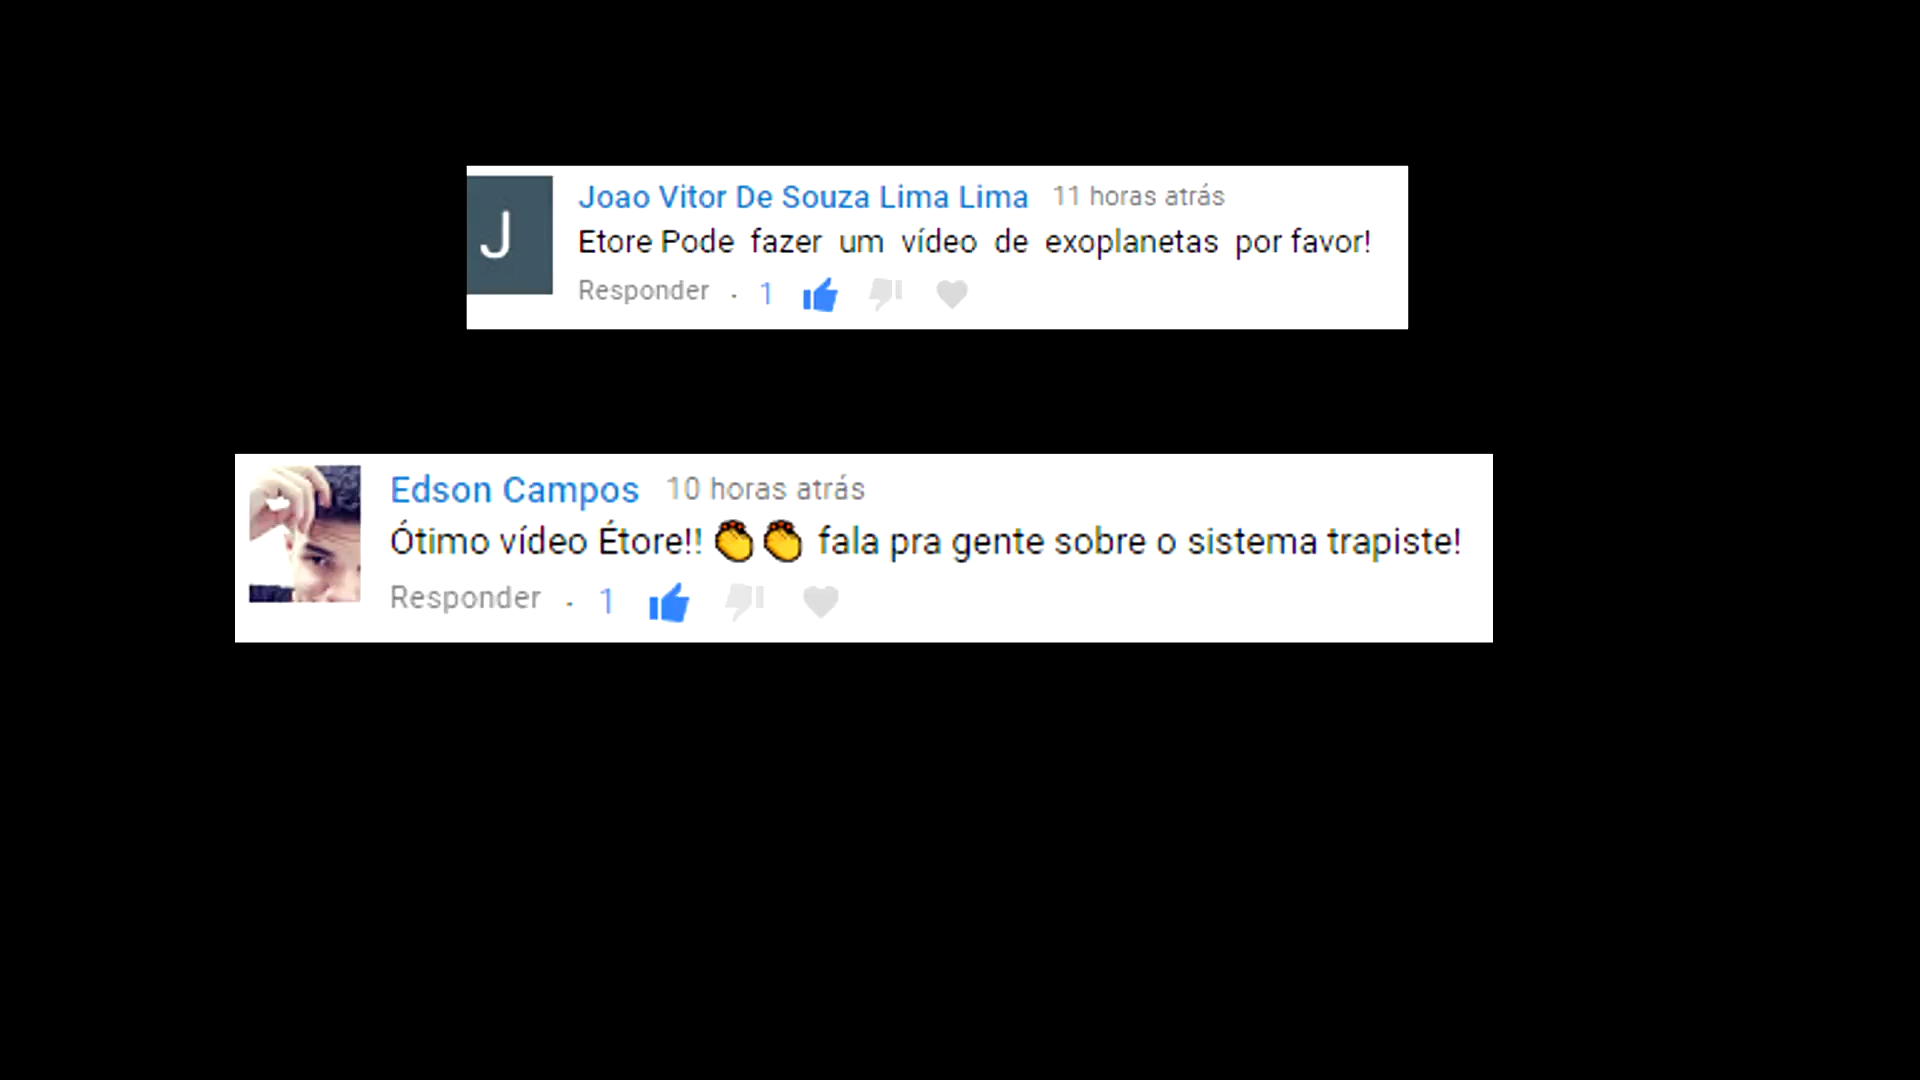 J
Joao Vitor De Souza Lima Lima 11 horas atrás
Etore Pode fazer um vídeo de exoplanetas por favor!
Responder . 1
Edson Campos 10 horas atrás
Ótimo vídeo Étore!! 👏👏 fala pra gente sobre o sistema trapiste!
Responder . 1